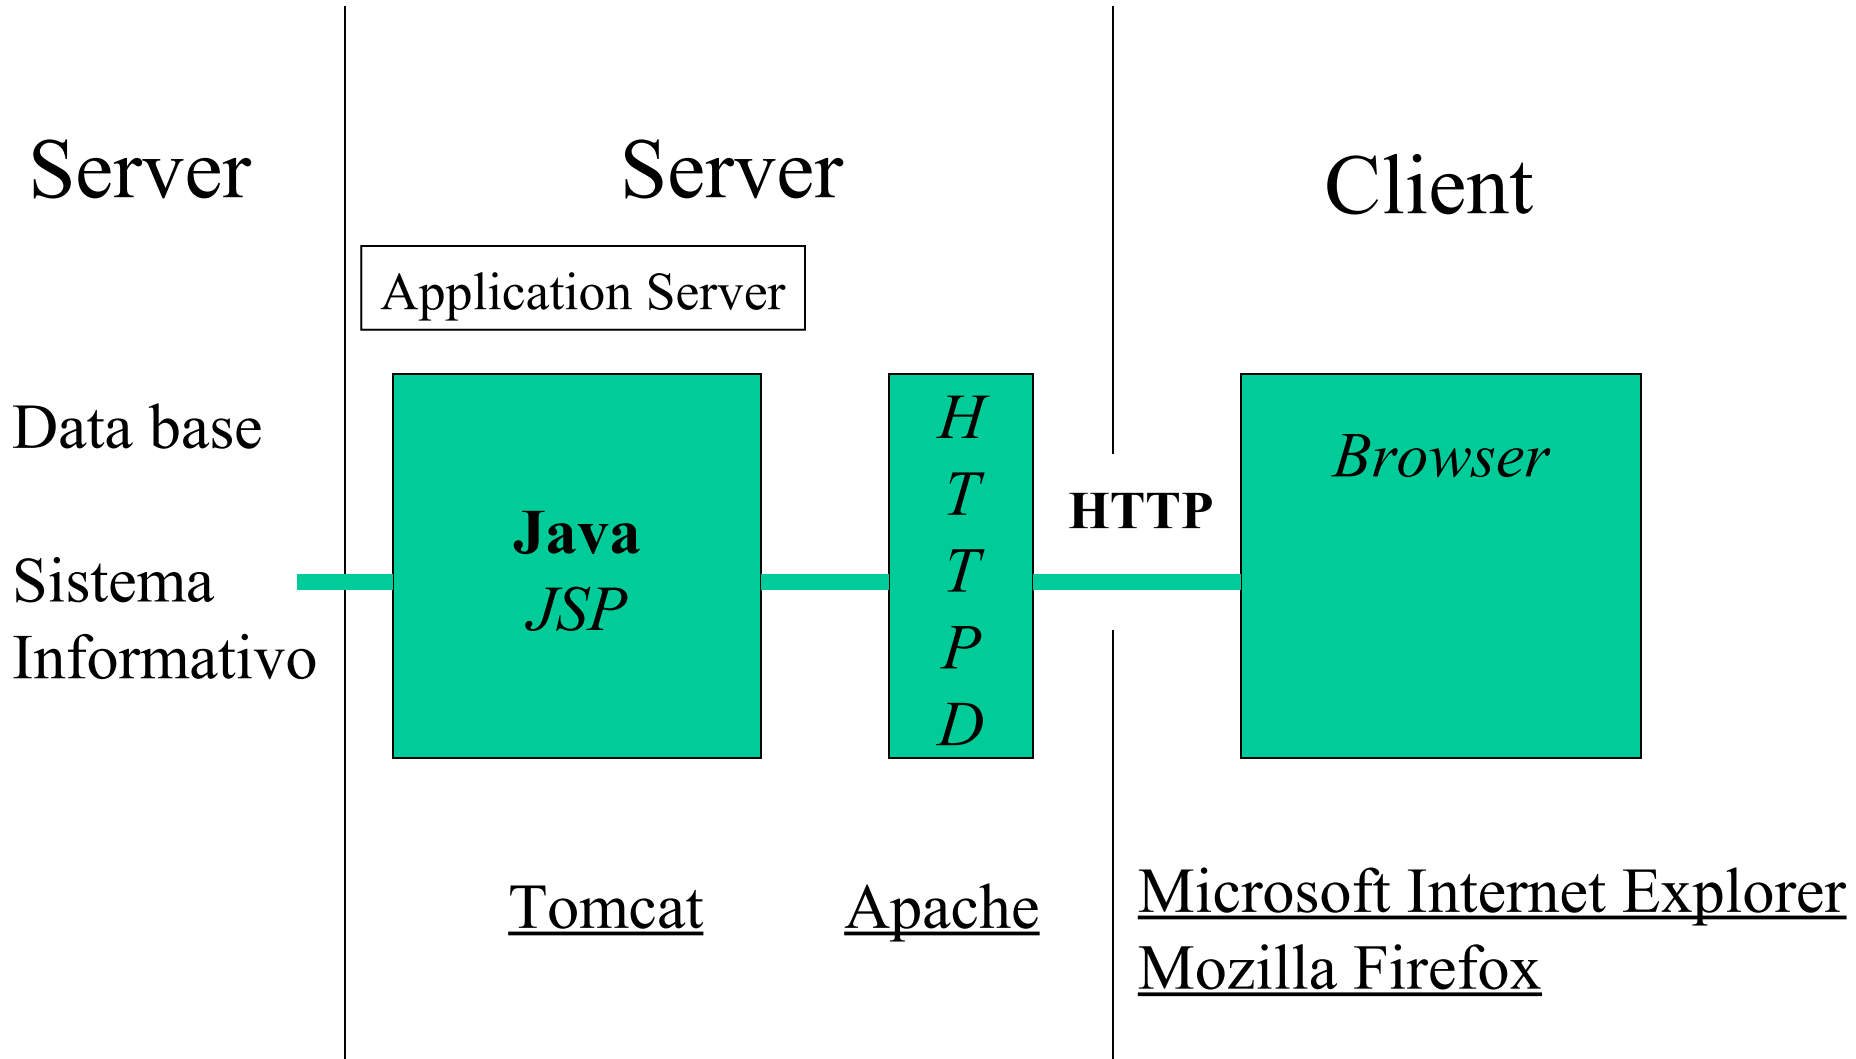 Server
Server
Client
Application Server
Data base
Sistema
Informativo
Java
JSP
H
T
T
P
D
HTTP
Browser
Tomcat
Apache
Microsoft Internet Explorer
Mozilla Firefox